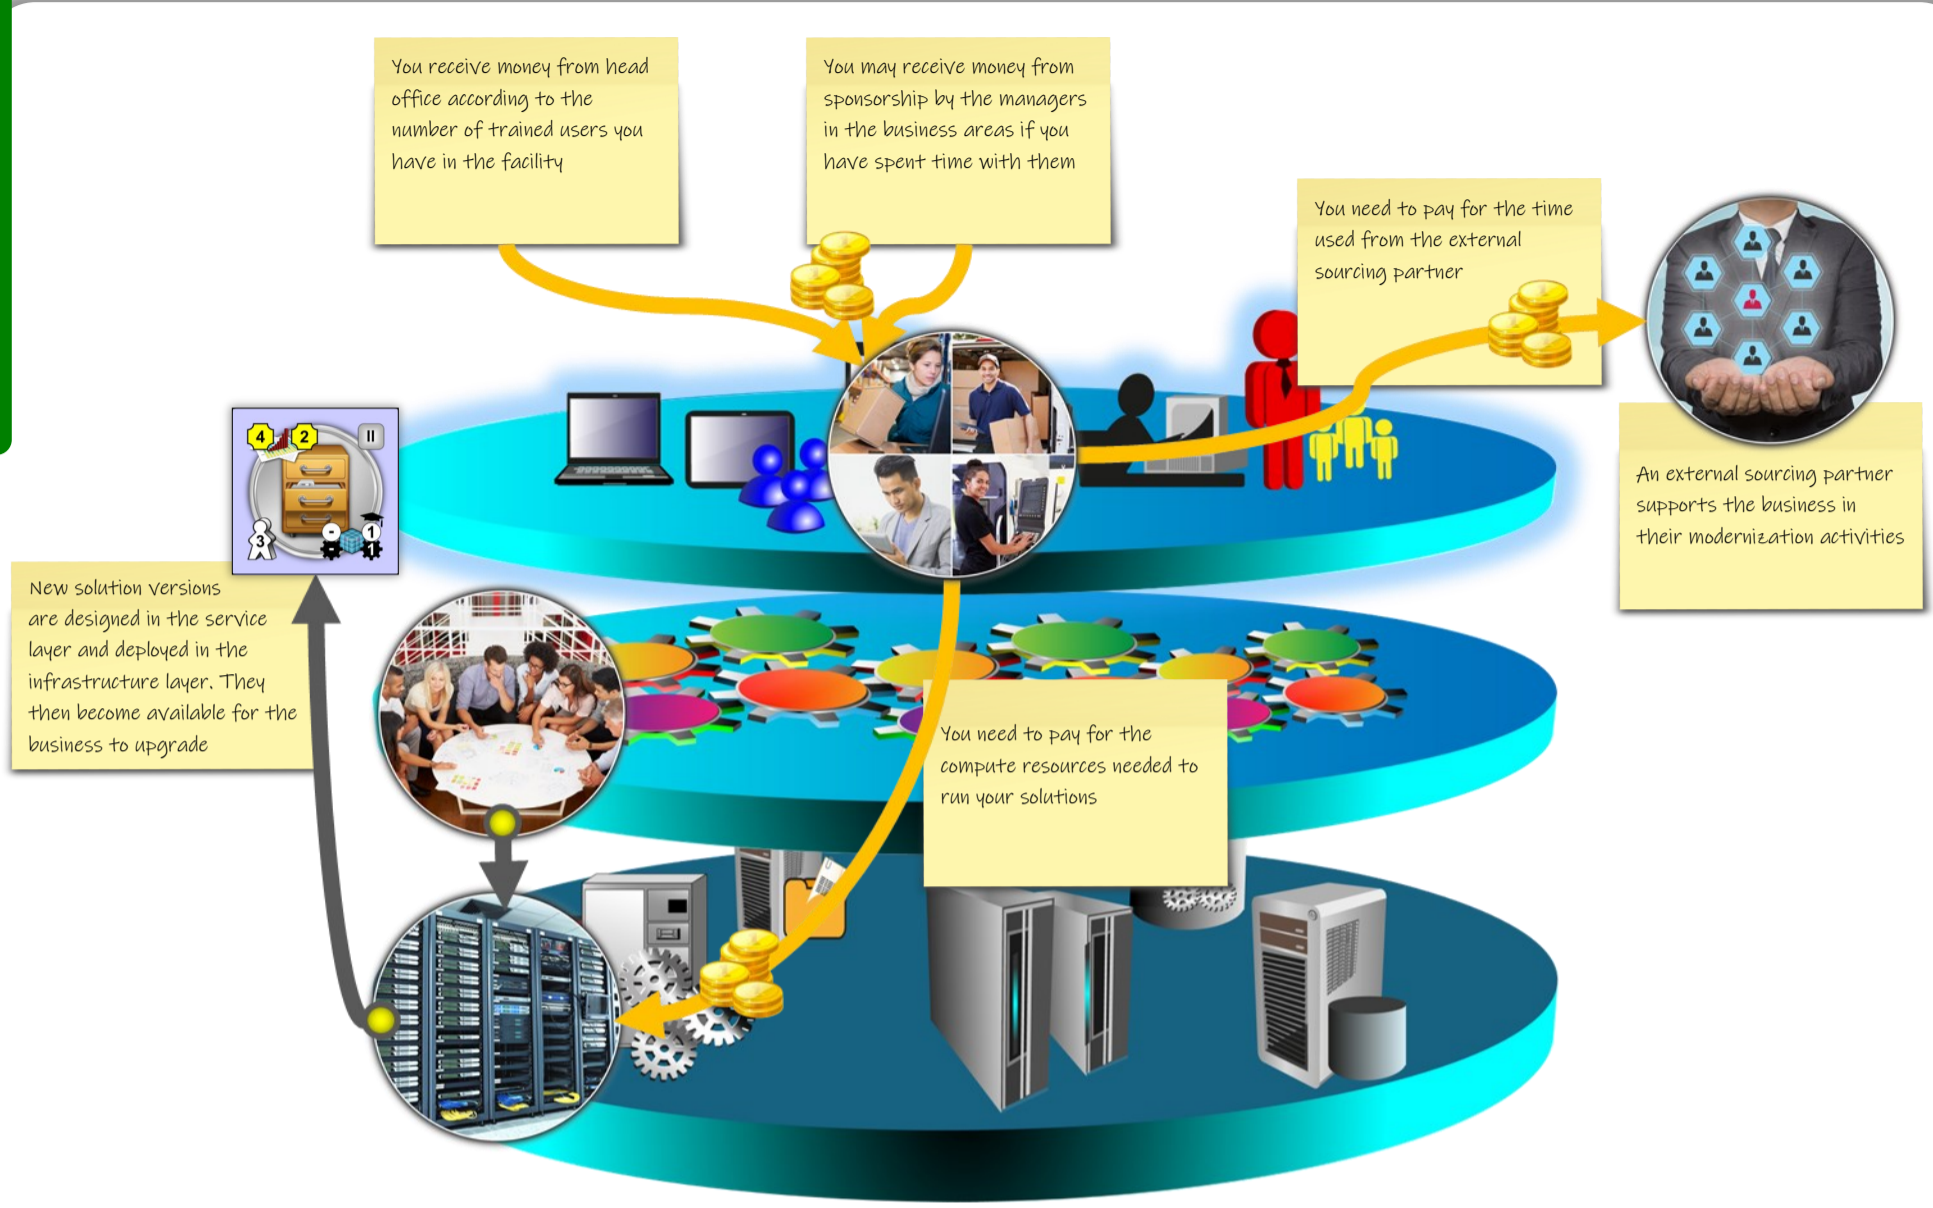 You receive money from head
office according to the
number of trained users you
have in the facility
You may receive money from
sponsorship by the managers
in the business areas if you
have spent time with them
You need to pay for the time
used from the external
sourcing partner
An external sourcing partner
supports the business in
their modernization activities
4 2 II
3 - 1
- 1
New solution versions
are designed in the service
layer and deployed in the
infrastructure layer. They
then become available for the
business to upgrade
You need to pay for the
compute resources needed to
run your solutions